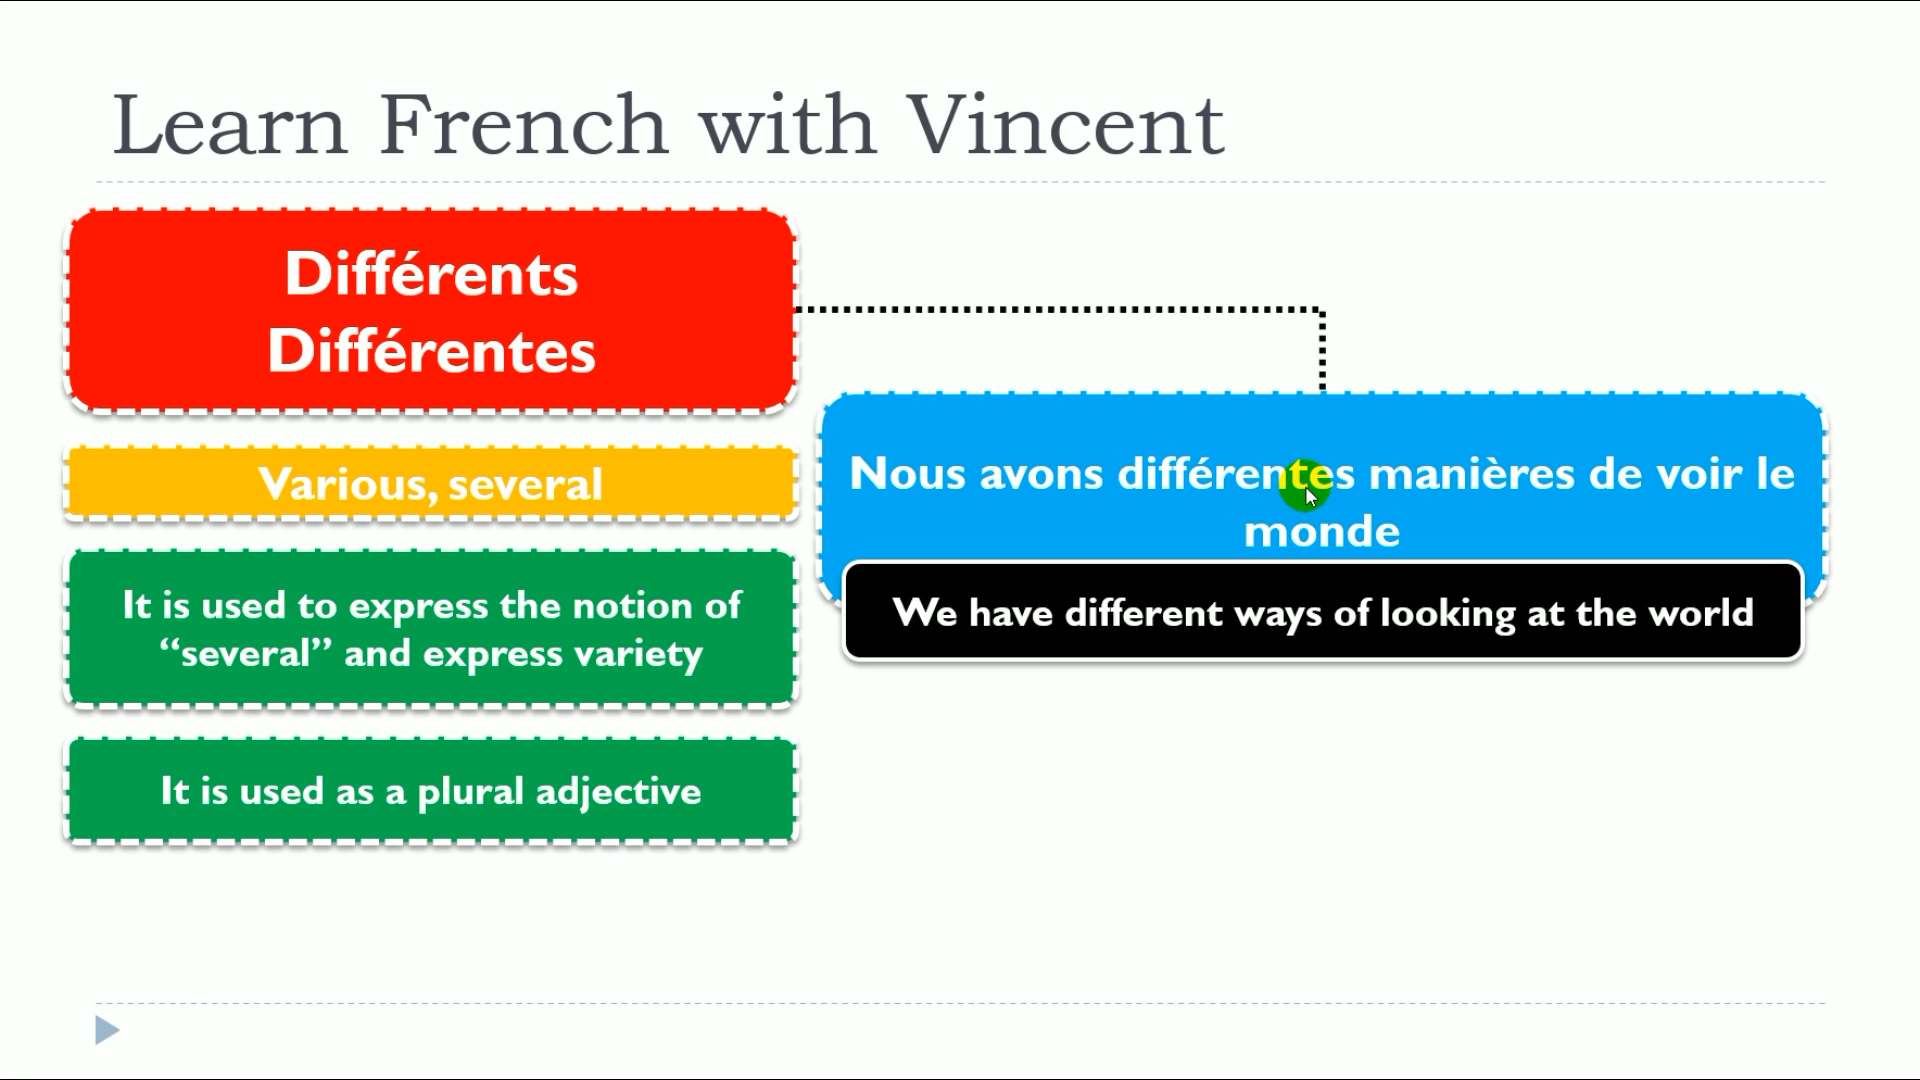 Learn French with Vincent
Différents
Différentes
Various, several
It is used to express the notion of
“several” and express variety
It is used as a plural adjective
Nous avons différentes manières de voir le
monde
We have different ways of looking at the world